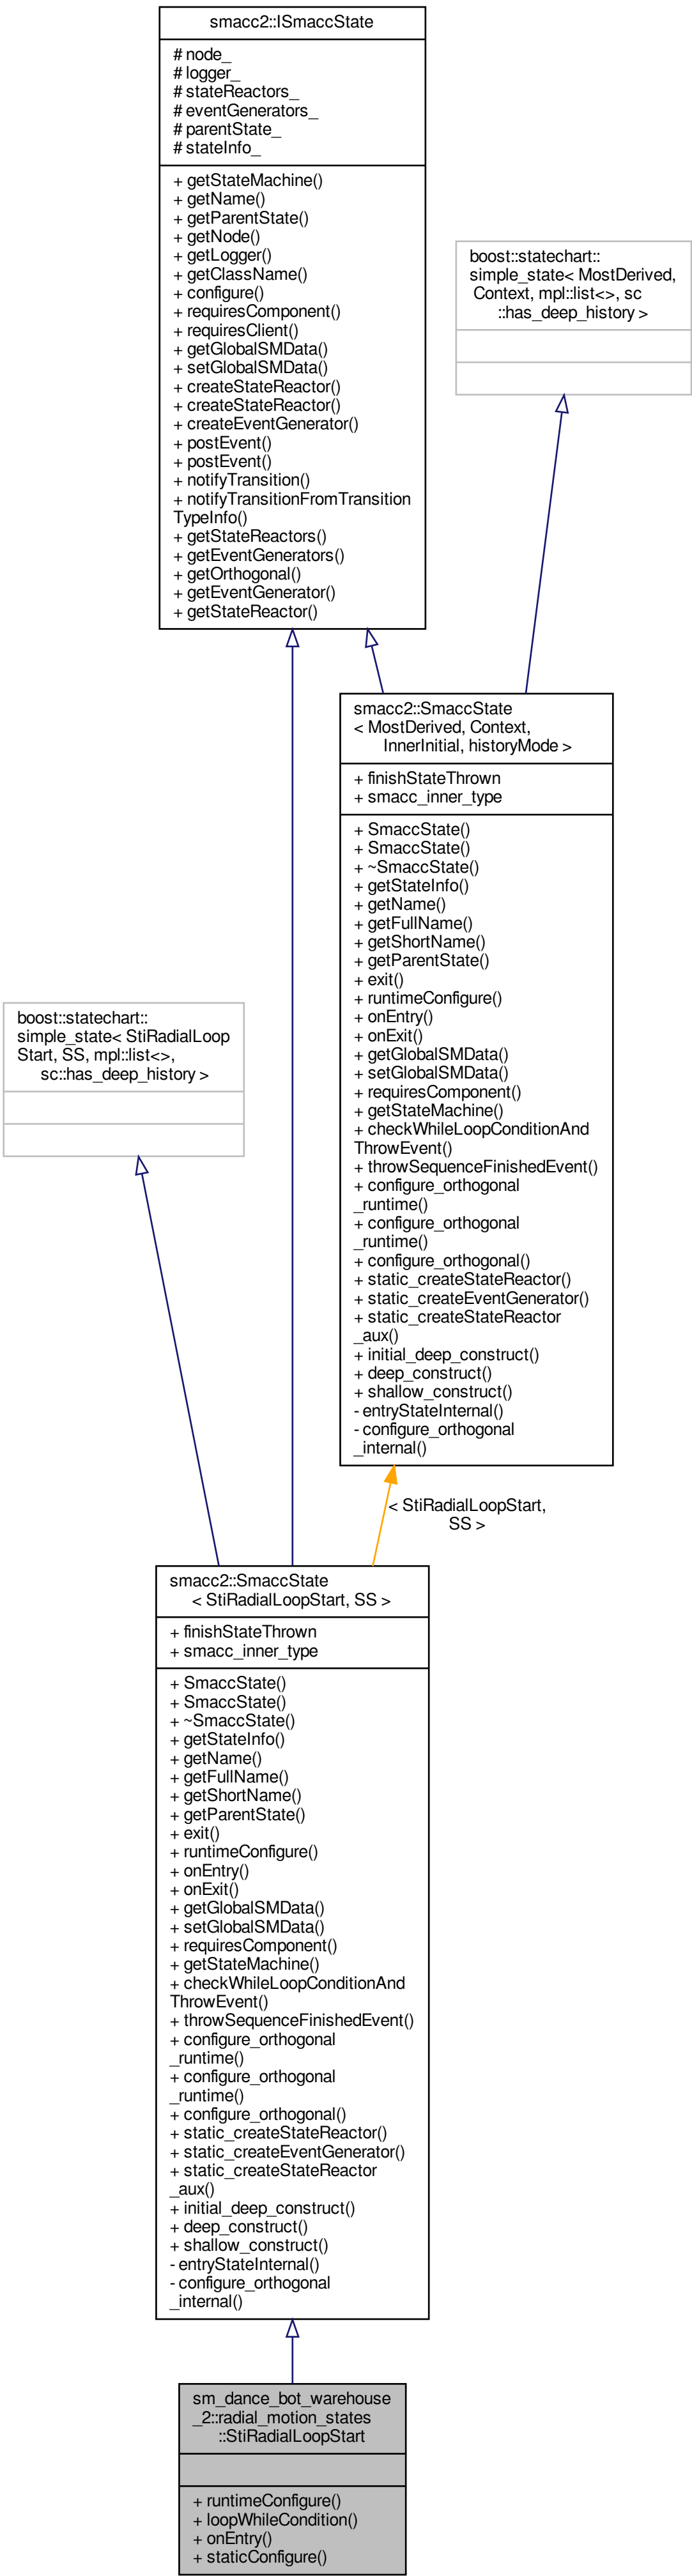 smacc2::ISmaccState
# node_
# logger_
# stateReactors_
# eventGenerators_
# parentState_
# stateInfo_
+ getStateMachine()
+ getName()
+ getParentState()
+ getNode()
+ getLogger()
+ getClassName()
+ configure()
+ requiresComponent()
+ requiresClient()
+ getGlobalSMData()
+ setGlobalSMData()
+ createStateReactor()
+ createStateReactor()
+ createEventGenerator()
+ postEvent()
+ postEvent()
+ notifyTransition()
+ notifyTransitionFromTransition
TypeInfo()
+ getStateReactors()
+ getEventGenerators()
+ getOrthogonal()
+ getEventGenerator()
+ getStateReactor()
boost::statechart::
simple_state< MostDerived,
Context, mpl::list<>, sc
::has_deep_history >
smacc2::SmaccState
< MostDerived, Context,
InnerInitial, historyMode >
+ finishStateThrown
+ smacc_inner_type
+ SmaccState()
+ SmaccState()
+ ~SmaccState()
+ getStateInfo()
+ getName()
+ getFullName()
+ getShortName()
+ getParentState()
+ exit()
+ runtimeConfigure()
+ onEntry()
+ onExit()
+ getGlobalSMData()
+ setGlobalSMData()
+ requiresComponent()
+ getStateMachine()
+ checkWhileLoopConditionAnd
ThrowEvent()
+ throwSequenceFinishedEvent()
+ configure_orthogonal
_runtime()
+ configure_orthogonal
_runtime()
+ configure_orthogonal()
+ static_createStateReactor()
+ static_createEventGenerator()
+ static_createStateReactor
_aux()
+ initial_deep_construct()
+ deep_construct()
+ shallow_construct()
- entryStateInternal()
- configure_orthogonal
_internal()
boost::statechart::
simple_state< StiRadialLoop
Start, SS, mpl::list<>,
sc::has_deep_history >
< StiRadialLoopStart,
SS >
smacc2::SmaccState
< StiRadialLoopStart, SS >
+ finishStateThrown
+ smacc_inner_type
+ SmaccState()
+ SmaccState()
+ ~SmaccState()
+ getStateInfo()
+ getName()
+ getFullName()
+ getShortName()
+ getParentState()
+ exit()
+ runtimeConfigure()
+ onEntry()
+ onExit()
+ getGlobalSMData()
+ setGlobalSMData()
+ requiresComponent()
+ getStateMachine()
+ checkWhileLoopConditionAnd
ThrowEvent()
+ throwSequenceFinishedEvent()
+ configure_orthogonal
_runtime()
+ configure_orthogonal
_runtime()
+ configure_orthogonal()
+ static_createStateReactor()
+ static_createEventGenerator()
+ static_createStateReactor
_aux()
+ initial_deep_construct()
+ deep_construct()
+ shallow_construct()
- entryStateInternal()
- configure_orthogonal
_internal()
sm_dance_bot_warehouse
_2::radial_motion_states
::StiRadialLoopStart
+ runtimeConfigure()
+ loopWhileCondition()
+ onEntry()
+ staticConfigure()